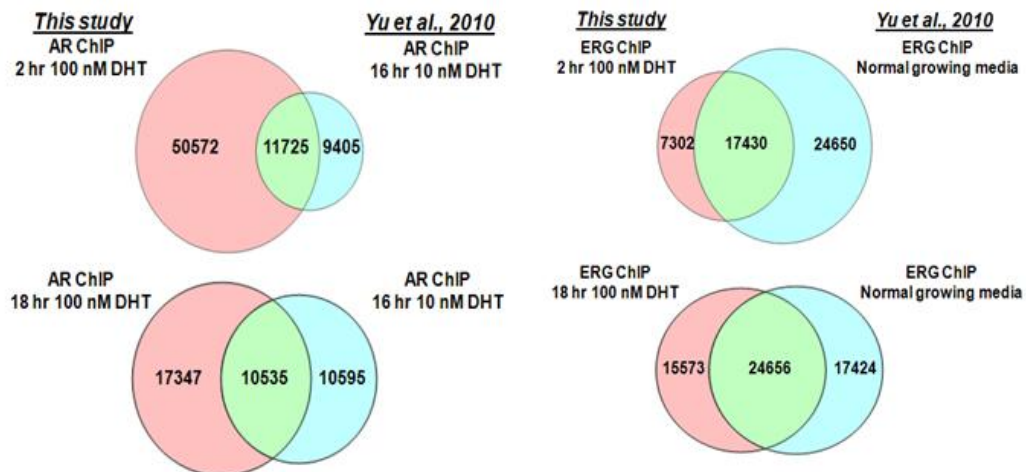 This study
AR ChIP
2 hr 100 nM DHT
Yu et al., 2010
AR ChIP
16 hr 10 nM DHT
50572
11725
9405
This study
ERG ChIP
2 hr 100 nM DHT
Yu et al., 2010
ERG ChIP
Normal growing media
7302
17430
24650
AR ChIP
18 hr 100 nM DHT
AR ChIP
16 hr 10 nM DHT
17347
10535
10595
ERG ChIP
18 hr 100 nM DHT
ERG ChIP
Normal growing media
15573
24656
17424